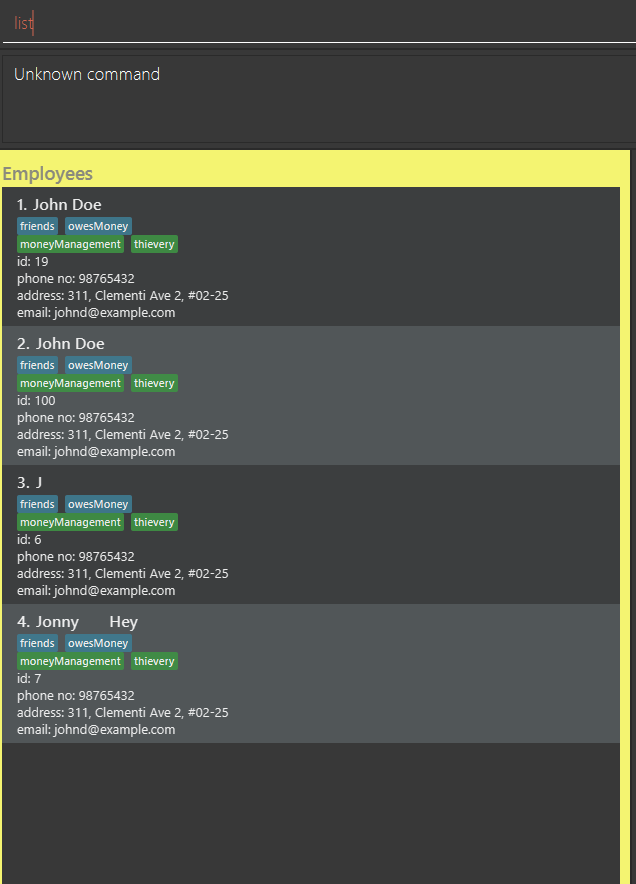 list
Unknown command
Employees
1. John Doe
friends owesMoney
moneyManagement thievery
id: 19
phone no: 98765432
address: 311, Clementi Ave 2, #02-25
email: johnd@example.com
2. John Doe
friends owesMoney
moneyManagement thievery
id: 100
phone no: 98765432
address: 311, Clementi Ave 2, #02-25
email: johnd@example.com
3. J
friends owesMoney
moneyManagement thievery
id: 6
phone no: 98765432
address: 311, Clementi Ave 2, #02-25
email: johnd@example.com
4. Jonny Hey
friends owesMoney
moneyManagement thievery
id: 7
phone no: 98765432
address: 311, Clementi Ave 2, #02-25
email: johnd@example.com